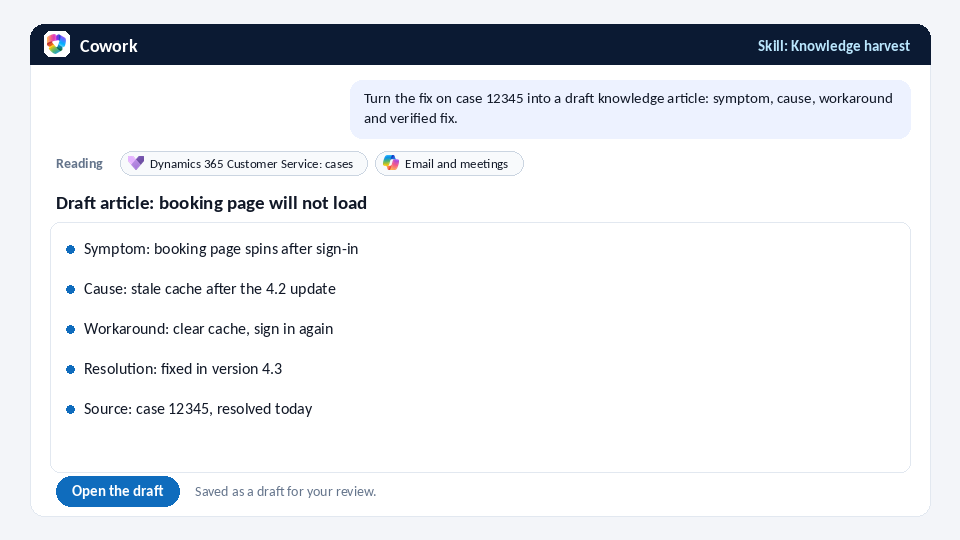 Cowork
Skill: Knowledge harvest
Turn the fix on case 12345 into a draft knowledge article: symptom, cause, workaround
and verified fix.
Reading
Dynamics 365 Customer Service: cases
Email and meetings
Draft article: booking page will not load
Symptom: booking page spins after sign-in
Cause: stale cache after the 4.2 update
Workaround: clear cache, sign in again
Resolution: fixed in version 4.3
Source: case 12345, resolved today
Open the draft
Saved as a draft for your review.